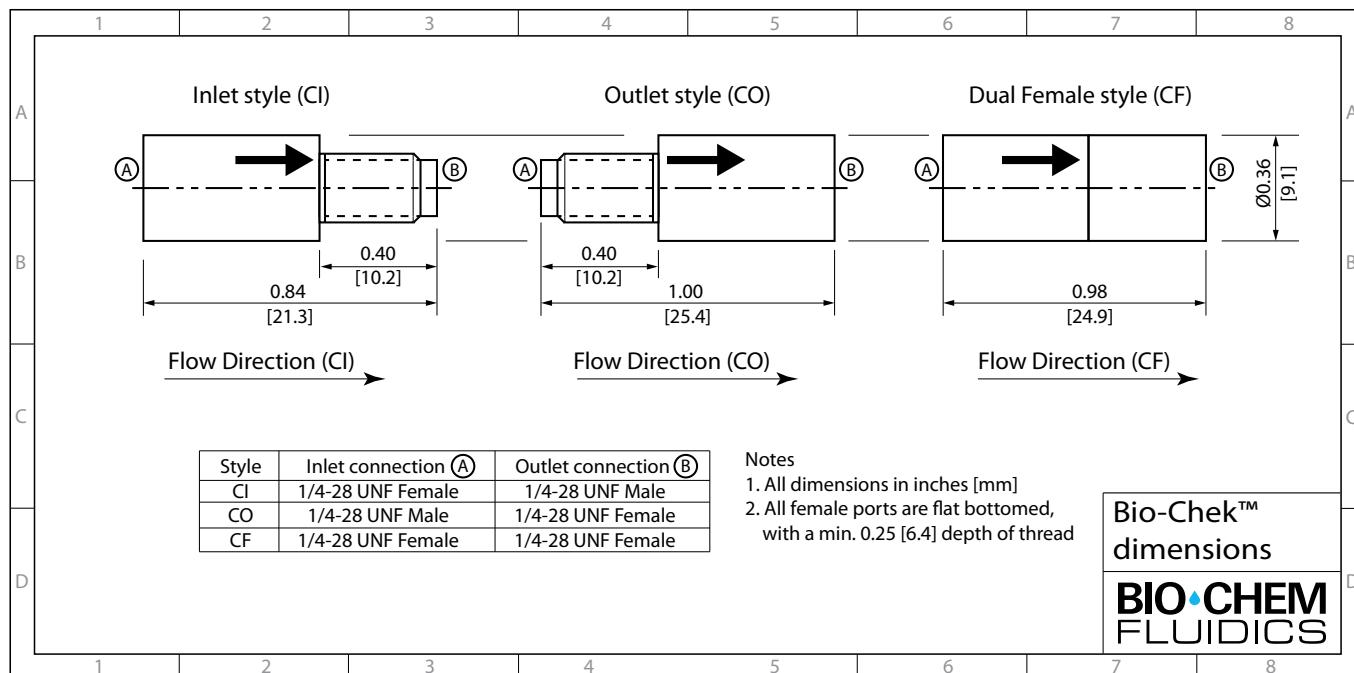 1 2 3 4 5 6 7 8
A A
Inlet style (CI) Outlet style (CO) Dual Female style (CF)
A B A B A B
Ø0.36
[9.1]
B B
0.40
[10.2]
0.84
[21.3]
0.40
[10.2]
1.00
[25.4]
0.98
[24.9]
Flow Direction (CI) Flow Direction (CO) Flow Direction (CF)
C C
Style Inlet connection A Outlet connection B
CI 1/4-28 UNF Female 1/4-28 UNF Male
CO 1/4-28 UNF Male 1/4-28 UNF Female
CF 1/4-28 UNF Female 1/4-28 UNF Female
Notes
1. All dimensions in inches [mm]
2. All female ports are flat bottomed,
with a min. 0.25 [6.4] depth of thread
Bio-Chek™
dimensions
D D
BIO CHEM
FLUIDICS
1 2 3 4 5 6 7 8